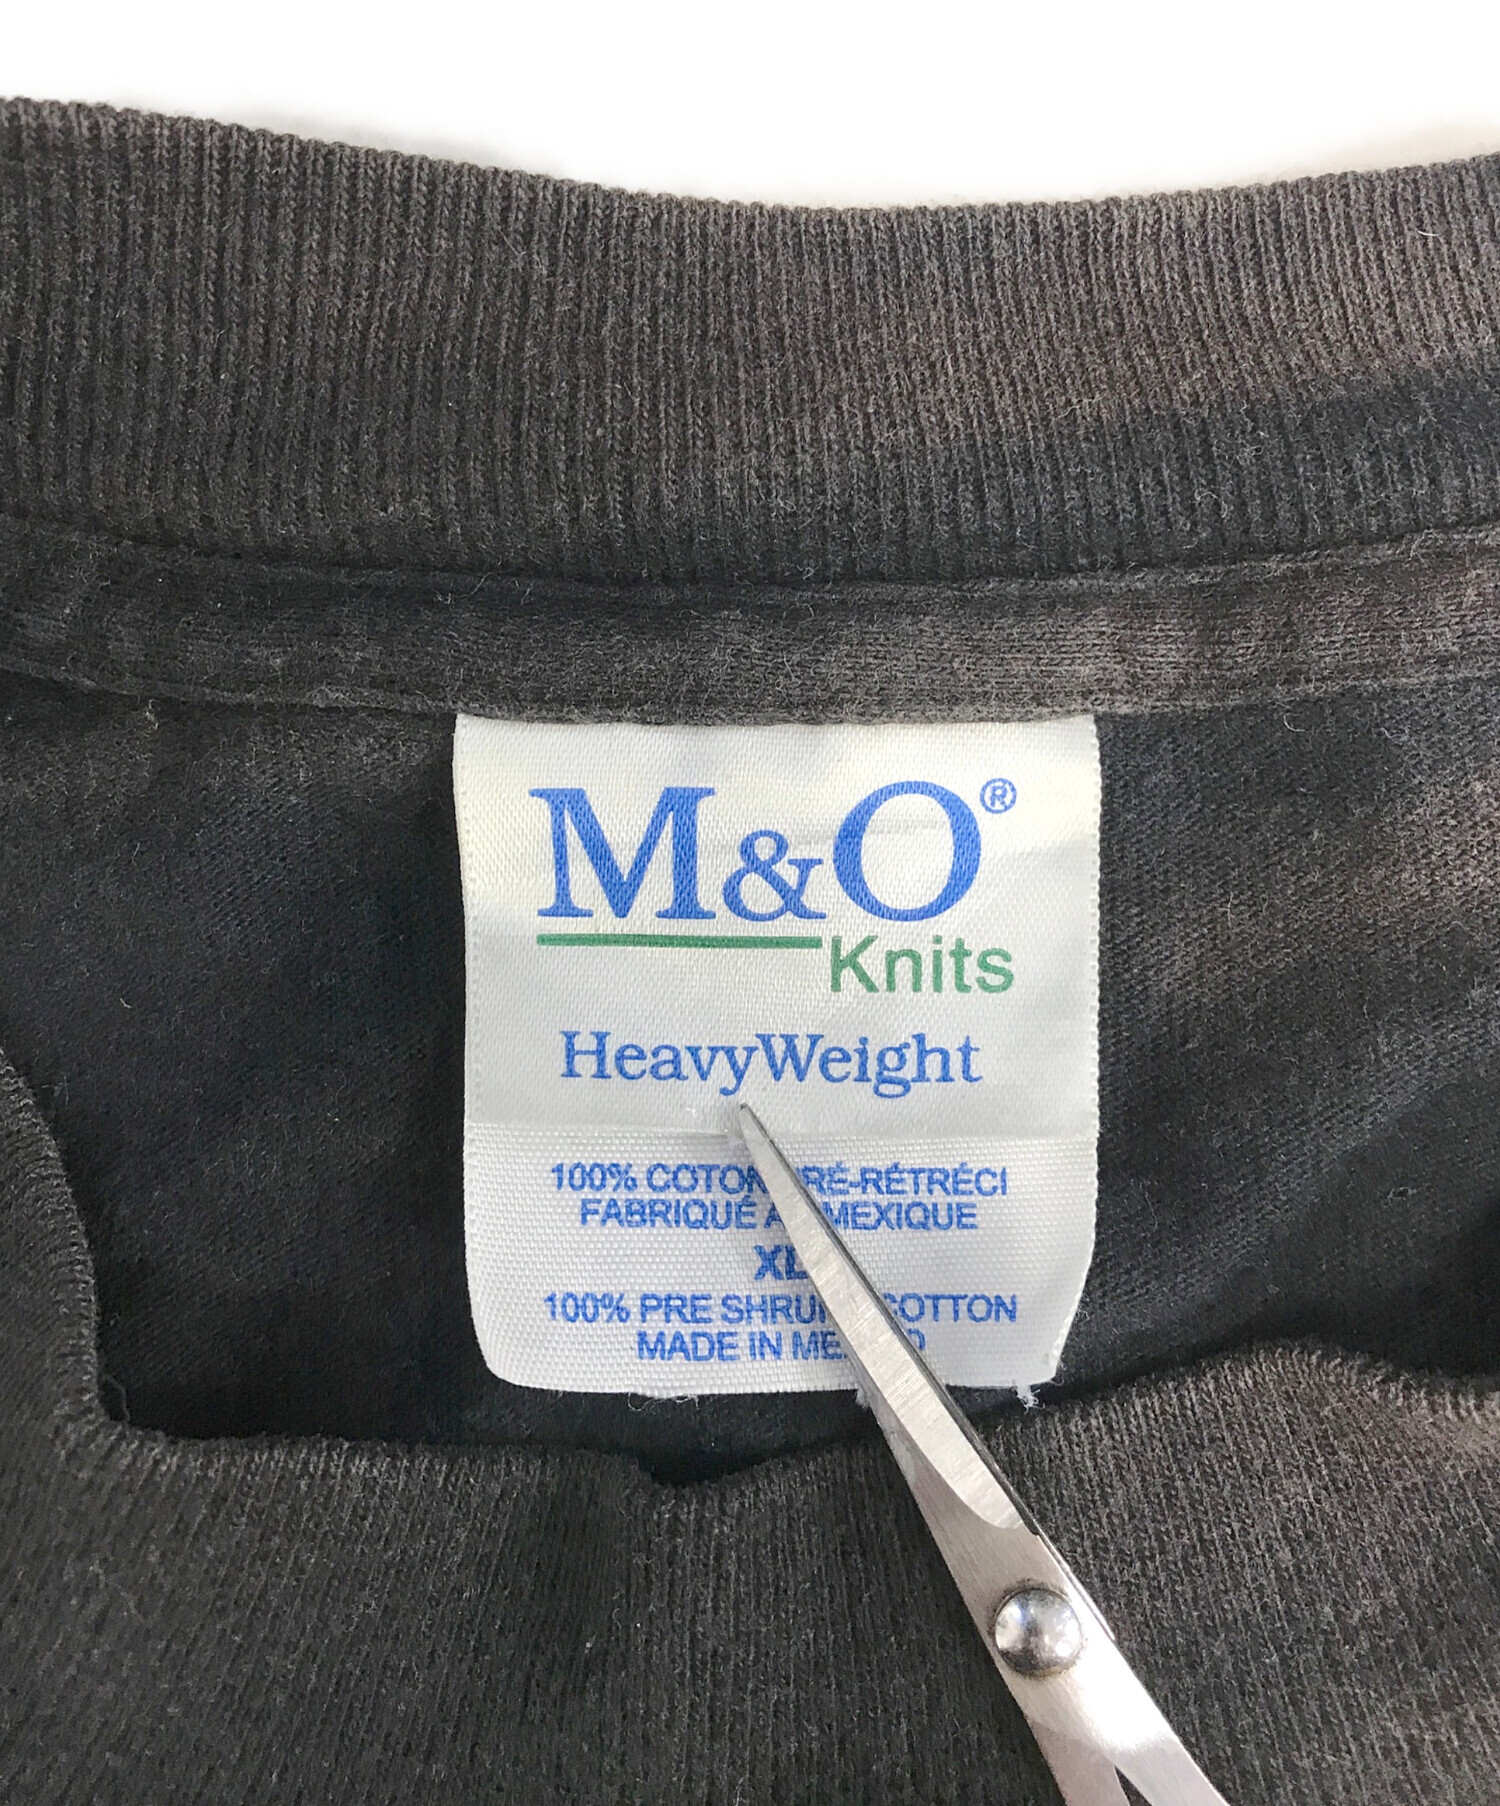 M&O®
Knits
HeavyWeight
100% COTON PRÉ-RÉTRÉCI
FABRIQUÉ AU MEXIQUE
XL
100% PRE SHRUNK COTTON
MADE IN MEXICO